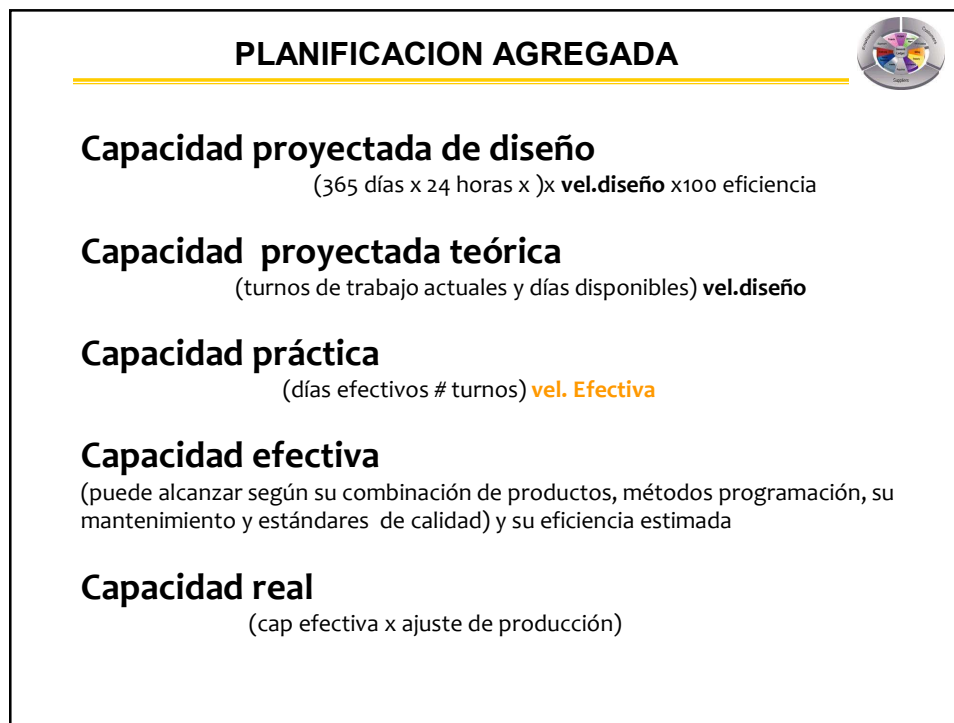 PLANIFICACION AGREGADA
Suppliers
Capacidad proyectada de diseño
(365 días x 24 horas x )x vel.diseño x100 eficiencia
Capacidad  proyectada teórica
(turnos de trabajo actuales y días disponibles) vel.diseño
Capacidad práctica
(días efectivos # turnos) vel. Efectiva
Capacidad efectiva
(puede alcanzar según su combinación de productos, métodos programación, su
mantenimiento y estándares  de calidad) y su eficiencia estimada
Capacidad real
(cap efectiva x ajuste de producción)